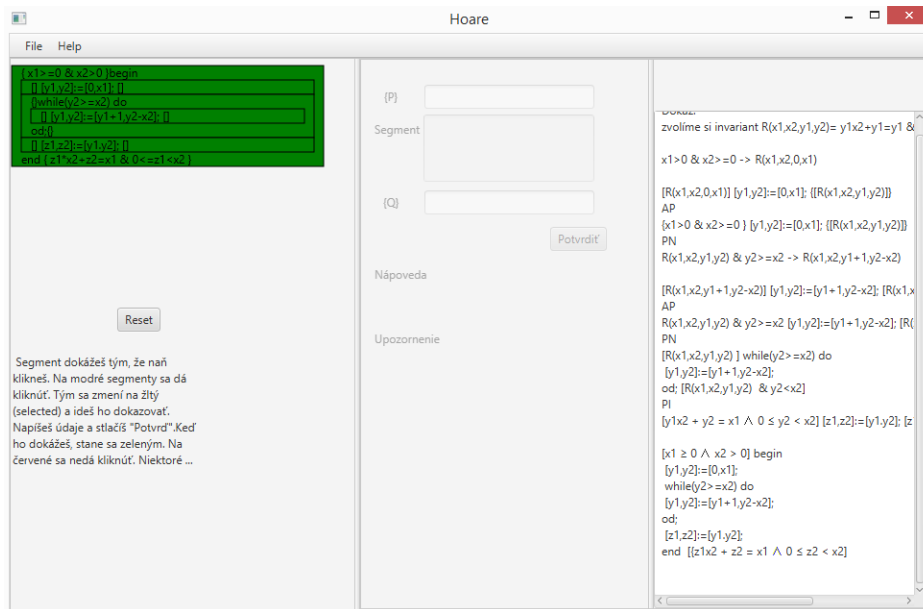 Hoare
File Help
{ x1>=0 & x2>0 }begin
[] [y1,y2]:=[0,x1]; []
{}while(y2>=x2) do
[] [y1,y2]:=[y1+1,y2-x2]; []
od;{}
[] [z1,z2]:=[y1.y2]; []
end { z1*x2+z2=x1 & 0<=z1<x2 }
Reset
Segment dokážeš tým, že naň
klikneš. Na modré segmenty sa dá
kliknúť. Tým sa zmení na žltý
(selected) a ideš ho dokazovať.
Napíšeš údaje a stlačíš "Potvrď".Keď
ho dokážeš, stane sa zeleným. Na
červené sa nedá kliknúť. Niektoré ...
{P}
Segment
{Q}
Potvrdiť
Nápoveda
Upozornenie
Dôkaz:
zvolíme si invariant R(x1,x2,y1,y2)= y1x2+y1=y1 &
x1>0 & x2>=0 -> R(x1,x2,0,x1)
[R(x1,x2,0,x1)] [y1,y2]:=[0,x1]; {[R(x1,x2,y1,y2)]}
AP
{x1>0 & x2>=0 } [y1,y2]:=[0,x1]; {[R(x1,x2,y1,y2)]}
PN
R(x1,x2,y1,y2) & y2>=x2 -> R(x1,x2,y1+1,y2-x2)
[R(x1,x2,y1+1,y2-x2)] [y1,y2]:=[y1+1,y2-x2]; [R(x1,x
AP
R(x1,x2,y1,y2) & y2>=x2 [y1,y2]:=[y1+1,y2-x2]; [R(
PN
[R(x1,x2,y1,y2) ] while(y2>=x2) do
[y1,y2]:=[y1+1,y2-x2];
od; [R(x1,x2,y1,y2) & y2<x2]
PI
[y1x2 + y2 = x1 ∧ 0 ≤ y2 < x2] [z1,z2]:=[y1.y2]; [z
[x1 ≥ 0 ∧ x2 > 0] begin
[y1,y2]:=[0,x1];
while(y2>=x2) do
[y1,y2]:=[y1+1,y2-x2];
od;
[z1,z2]:=[y1.y2];
end [{z1x2 + z2 = x1 ∧ 0 ≤ z2 < x2]